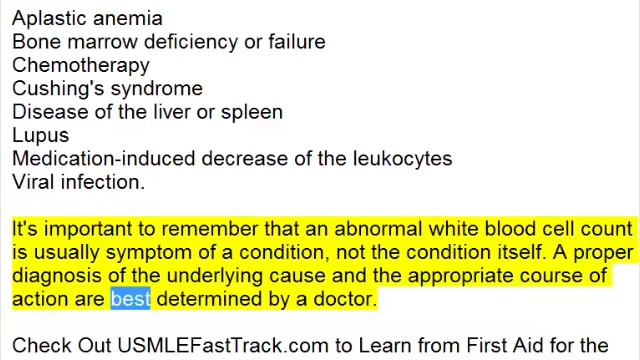 Aplastic anemia
Bone marrow deficiency or failure
Chemotherapy
Cushing's syndrome
Disease of the liver or spleen
Lupus
Medication-induced decrease of the leukocytes
Viral infection.
It's important to remember that an abnormal white blood cell count
is usually symptom of a condition, not the condition itself. A proper
diagnosis of the underlying cause and the appropriate course of
action are best determined by a doctor.
Check Out USMLEFastTrack.com to Learn from First Aid for the